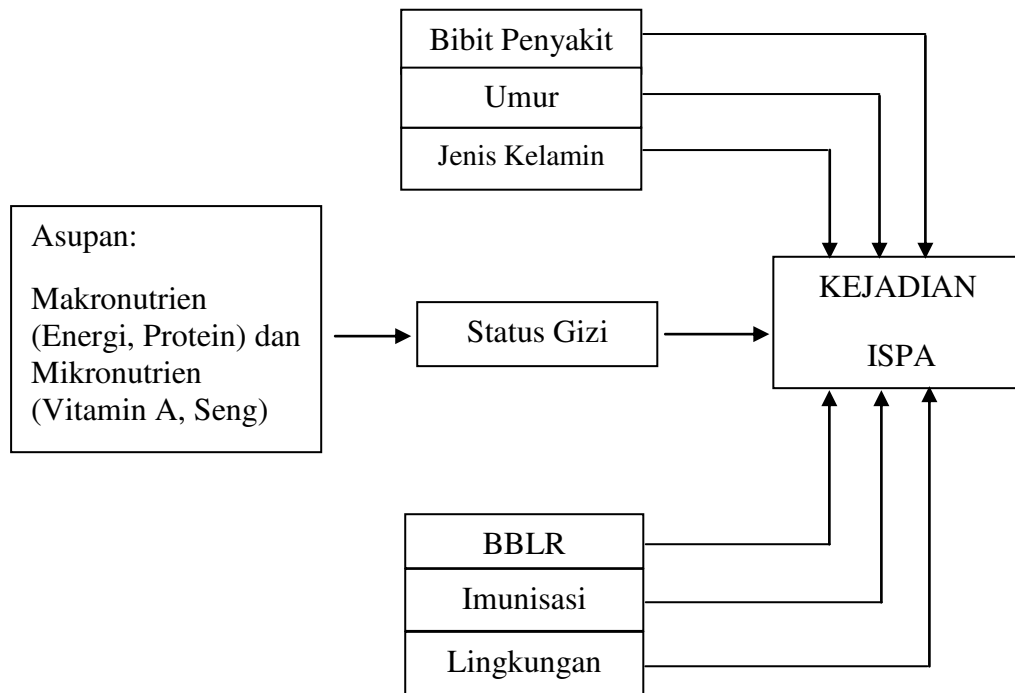 Bibit Penyakit
Umur
Jenis Kelamin
Asupan:
Makronutrien
(Energi, Protein) dan
Mikronutrien
(Vitamin A, Seng)
Status Gizi
KEJADIAN
ISPA
BBLR
Imunisasi
Lingkungan